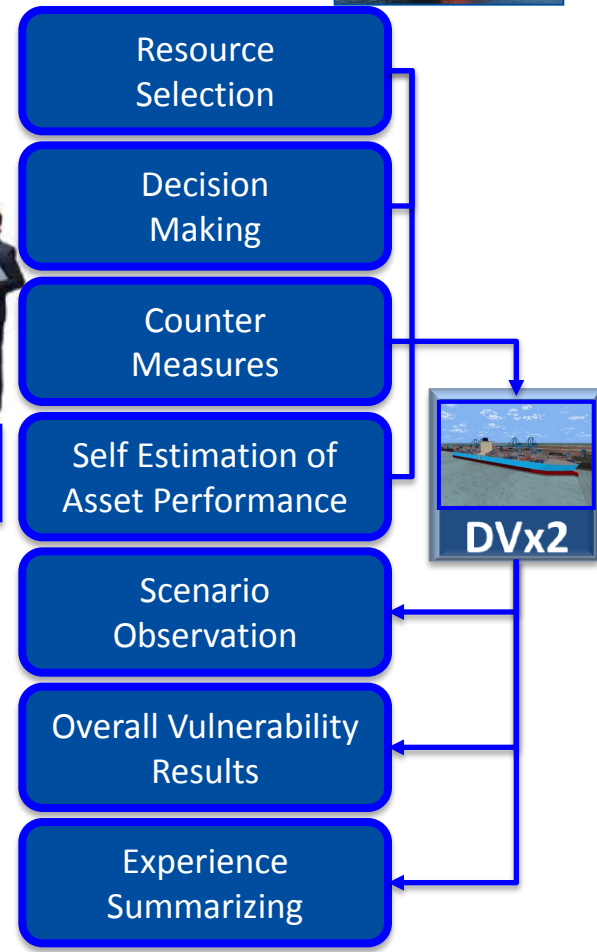 Resource
Selection
Decision
Making
Counter
Measures
Self Estimation of
Asset Performance
DVx2
Scenario
Observation
Overall Vulnerability
Results
Experience
Summarizing